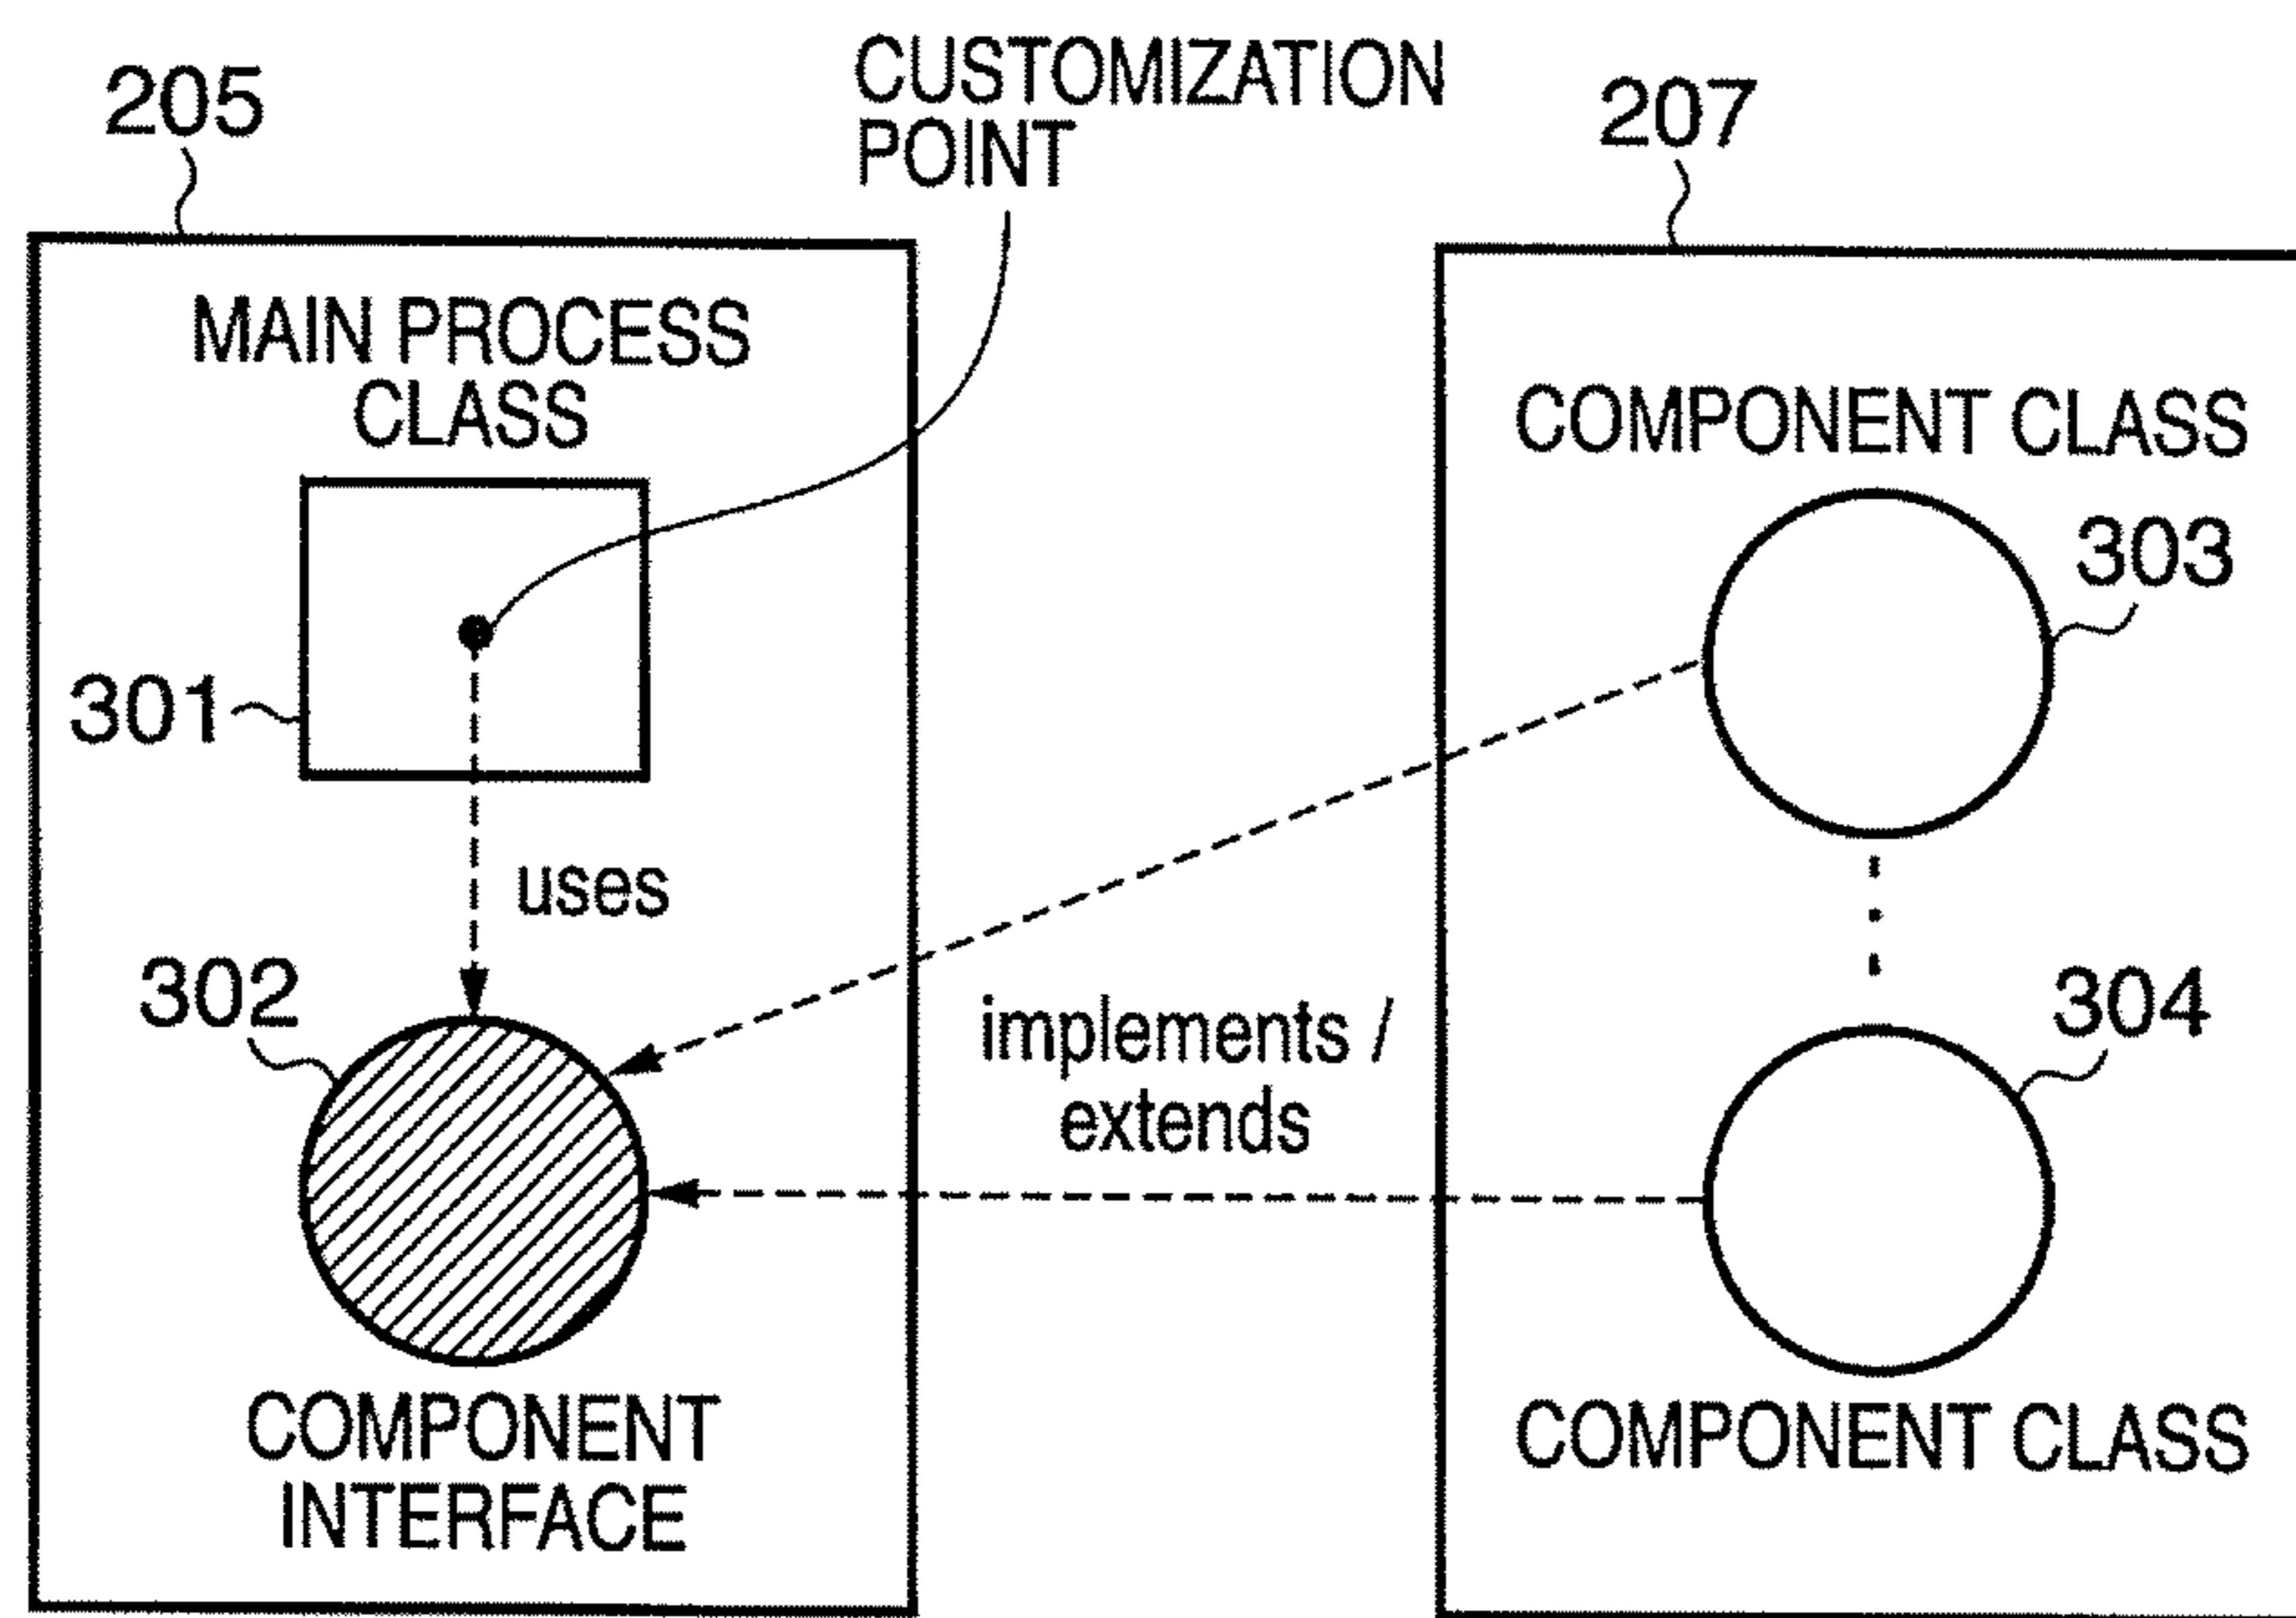 CUSTOMIZATION
POINT
205
207
MAIN PROCESS
CLASS
COMPONENT CLASS
303
301
uses
302
implements /
extends
304
COMPONENT
INTERFACE
COMPONENT CLASS